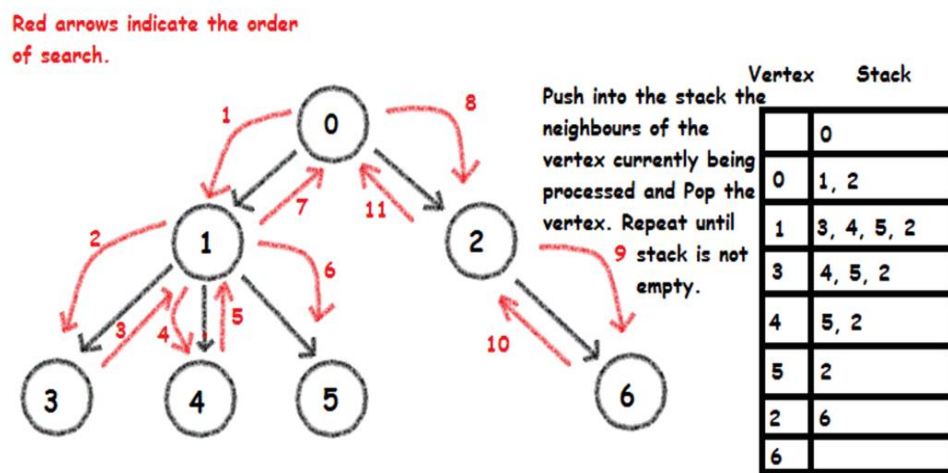 Red arrows indicate the order
of search.
Vertex Stack
Push into the stack the
neighbours of the
vertex currently being
processed and Pop the
vertex. Repeat until
stack is not
empty.
0
0 1, 2
1 3, 4, 5, 2
3 4, 5, 2
4 5, 2
5 2
2 6
6
0
1
8
7
11
1
2
2
6
9
3
4
5
10
3
4
5
6